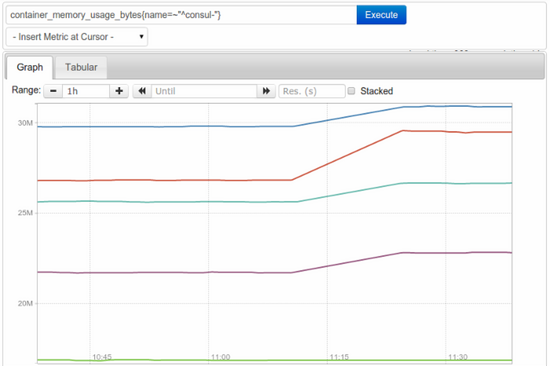 container_memory_usage_bytes{name=~"^consul-"}
Execute
- Insert Metric at Cursor -
Graph
Tabular
Range:
1h
Until
Res. (s)
Stacked
30M
25M
20M
10:45
11:00
11:15
11:30